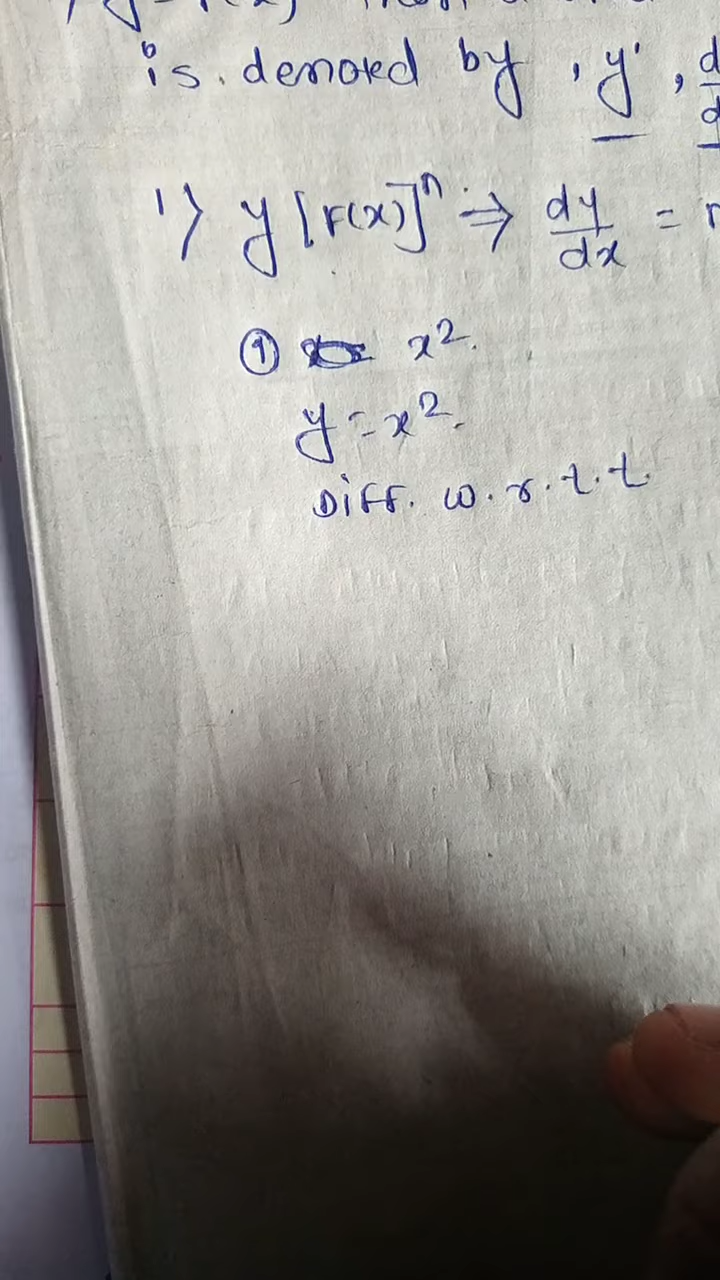 is. denoted by , y' , d
1) y [F(x)]ⁿ ⇒ dy/dx =
① x².
y = x².
Diff. w.r.t.t.